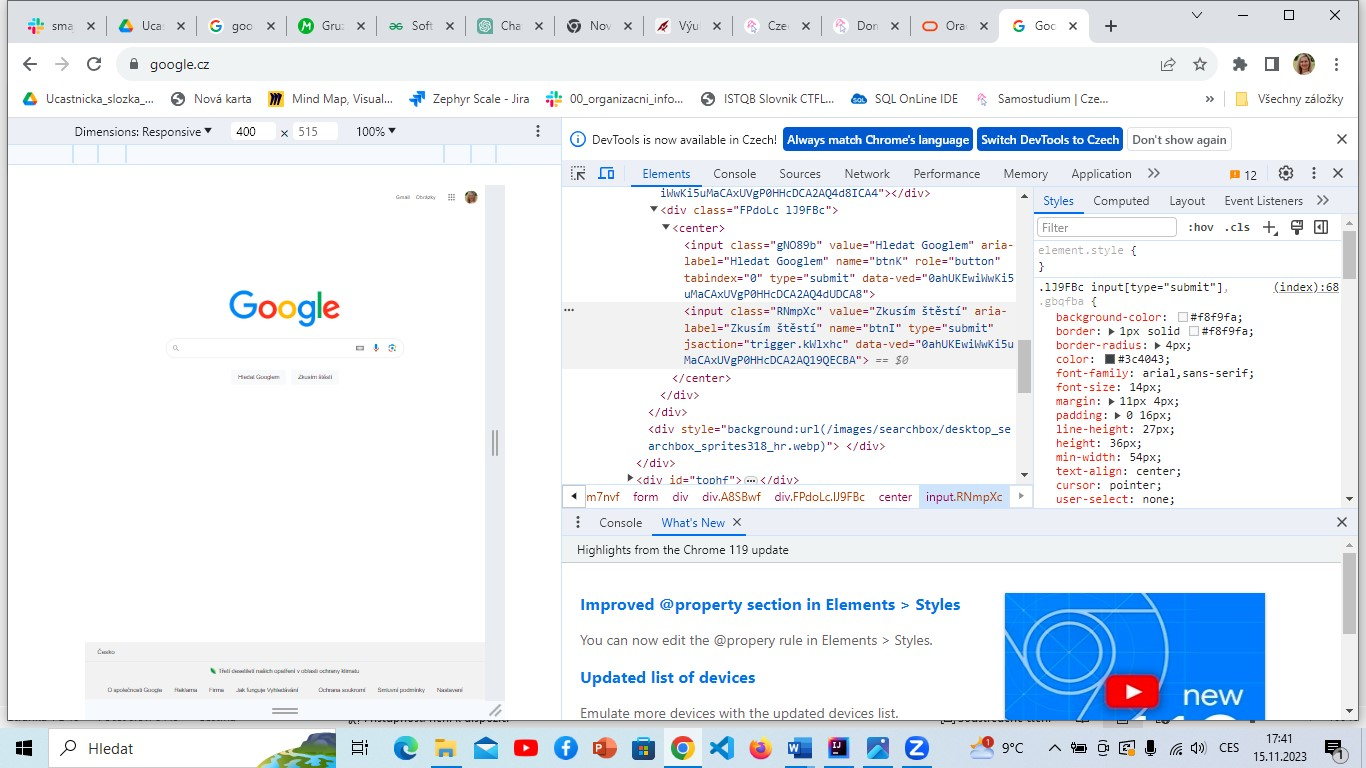 smaj
Ucas
goo
Gruz
Soft
Cha
Nov
Výu
Czec
Don
Orac
Goo
google.cz
Ucastnicka_slozka_...
Nová karta
Mind Map, Visual...
Zephyr Scale - Jira
00_organizacni_info...
ISTQB Slovnik CTFL...
SQL OnLine IDE
Samostudium | Cze...
»
Všechny záložky
Dimensions: Responsive
400 × 515
100%
DevTools is now available in Czech!
Always match Chrome's language
Switch DevTools to Czech
Don't show again
Elements
Console
Sources
Network
Performance
Memory
Application
12
Gmail Obrázky
Google
Hledat Googlem
Zkusím štěstí
Česko
Třetí desetiletí našich opatření v oblasti ochrany klimatu
O společnosti Google
Reklama
Firma
Jak funguje Vyhledávání
Ochrana soukromí
Smluvní podmínky
Nastavení
iWwKi5uMaCAxUVgP0HHcDCA2AQ4d8ICA4"></div>
<div class="FPdoLc lJ9FBc">
<center>
<input class="gNO89b" value="Hledat Googlem" aria-
label="Hledat Googlem" name="btnK" role="button"
tabindex="0" type="submit" data-ved="0ahUKEwiWwKi5
uMaCAxUVgP0HHcDCA2AQ4dUDCA8">
<input class="RNmpXc" value="Zkusím štěstí" aria-
label="Zkusím štěstí" name="btnI" type="submit"
jsaction="trigger.kWlxhc" data-ved="0ahUKEwiWwKi5u
MaCAxUVgP0HHcDCA2AQ19QECBA"> == $0
</center>
</div>
</div>
<div style="background:url(/images/searchbox/desktop_se
archbox_sprites318_hr.webp)"> </div>
</div>
<div id="tophf">…</div>
m7nvf
form
div
div.A8SBwf
div.FPdoLc.lJ9FBc
center
input.RNmpXc
Styles
Computed
Layout
Event Listeners
Filter
:hov
.cls
element.style {
}
.lJ9FBc input[type="submit"],
(index):68
.gbqfba {
background-color: #f8f9fa;
border: 1px solid #f8f9fa;
border-radius: 4px;
color: #3c4043;
font-family: arial,sans-serif;
font-size: 14px;
margin: 11px 4px;
padding: 0 16px;
line-height: 27px;
height: 36px;
min-width: 54px;
text-align: center;
cursor: pointer;
user-select: none;
Console
What's New
Highlights from the Chrome 119 update
Improved @property section in Elements > Styles
You can now edit the @propery rule in Elements > Styles.
Updated list of devices
Emulate more devices with the updated devices list.
new
Hledat
1
9°C
CES
17:41
15.11.2023
1